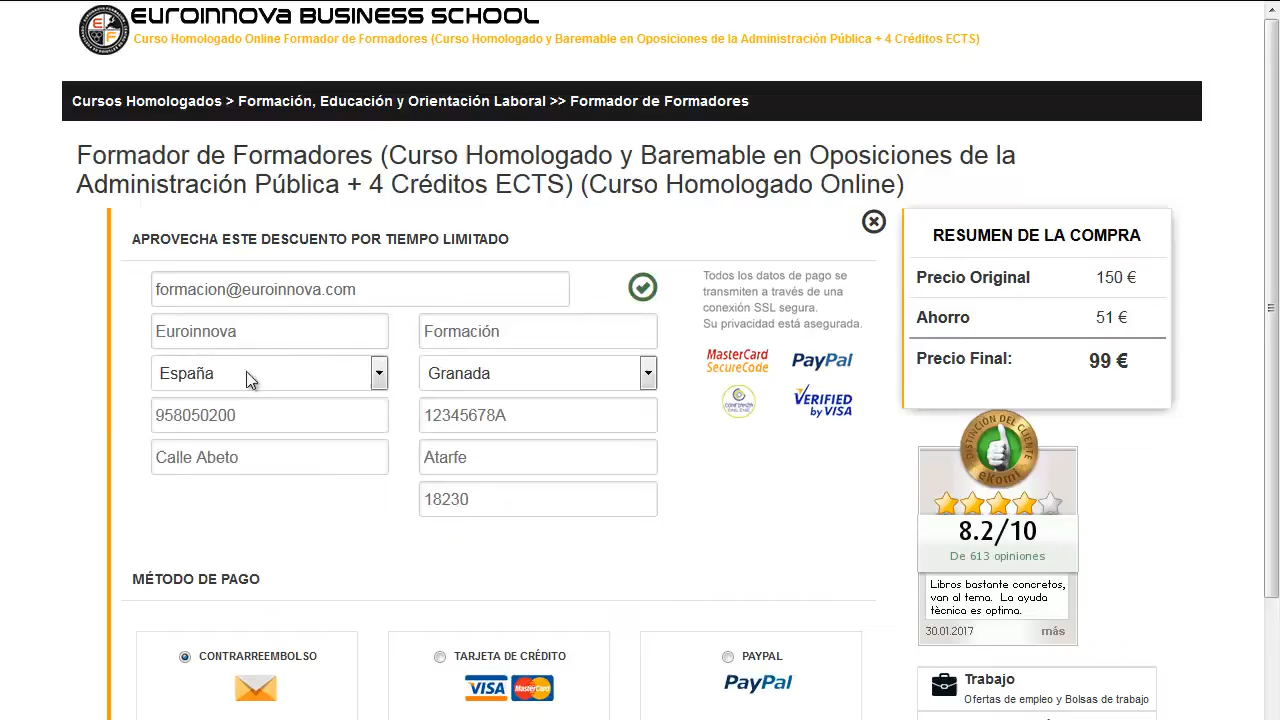 EUROINNOVA BUSINESS SCHOOL
Curso Homologado Online Formador de Formadores (Curso Homologado y Baremable en Oposiciones de la Administración Pública + 4 Créditos ECTS)
Cursos Homologados > Formación, Educación y Orientación Laboral >> Formador de Formadores
Formador de Formadores (Curso Homologado y Baremable en Oposiciones de la
Administración Pública + 4 Créditos ECTS) (Curso Homologado Online)
APROVECHA ESTE DESCUENTO POR TIEMPO LIMITADO
formacion@euroinnova.com
Euroinnova Formación
España Granada
958050200 12345678A
Calle Abeto Atarfe
18230
Todos los datos de pago se
transmiten a través de una
conexión SSL segura.
Su privacidad está asegurada.
MasterCard
SecureCode
PayPal
CONFIANZA
ONLINE
VERIFIED
by VISA
RESUMEN DE LA COMPRA
Precio Original 150 €
Ahorro 51 €
Precio Final: 99 €
DISTINCIÓN DEL CLIENTE
eKomi
8.2/10
De 613 opiniones
Libros bastante concretos,
van al tema. La ayuda
tècnica es optima.
30.01.2017 más
Trabajo
Ofertas de empleo y Bolsas de trabajo
MÉTODO DE PAGO
CONTRARREEMBOLSO
TARJETA DE CRÉDITO
VISA MasterCard
PAYPAL
PayPal